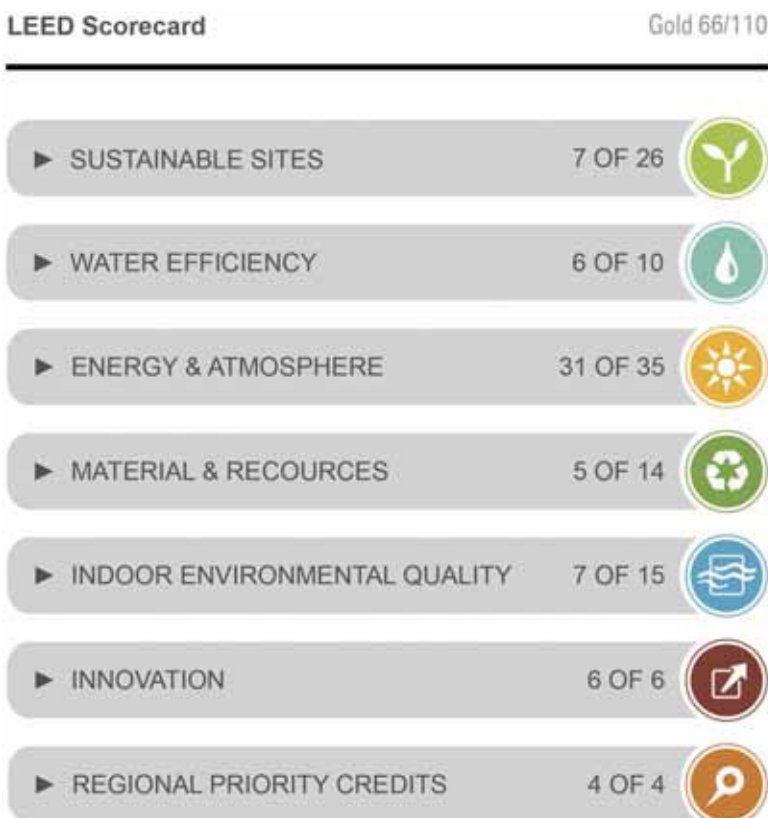 LEED Scorecard Gold 66/110
SUSTAINABLE SITES 7 OF 26
WATER EFFICIENCY 6 OF 10
ENERGY & ATMOSPHERE 31 OF 35
MATERIAL & RECOURCES 5 OF 14
INDOOR ENVIRONMENTAL QUALITY 7 OF 15
INNOVATION 6 OF 6
REGIONAL PRIORITY CREDITS 4 OF 4